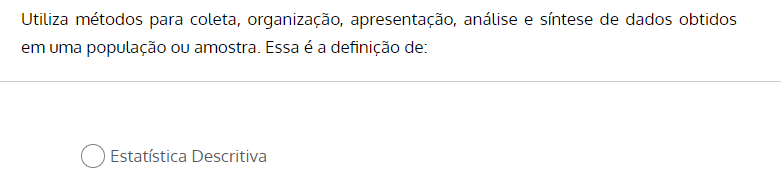 Utiliza métodos para coleta, organização, apresentação, análise e síntese de dados obtidos
em uma população ou amostra. Essa é a definição de:
Estatística Descritiva